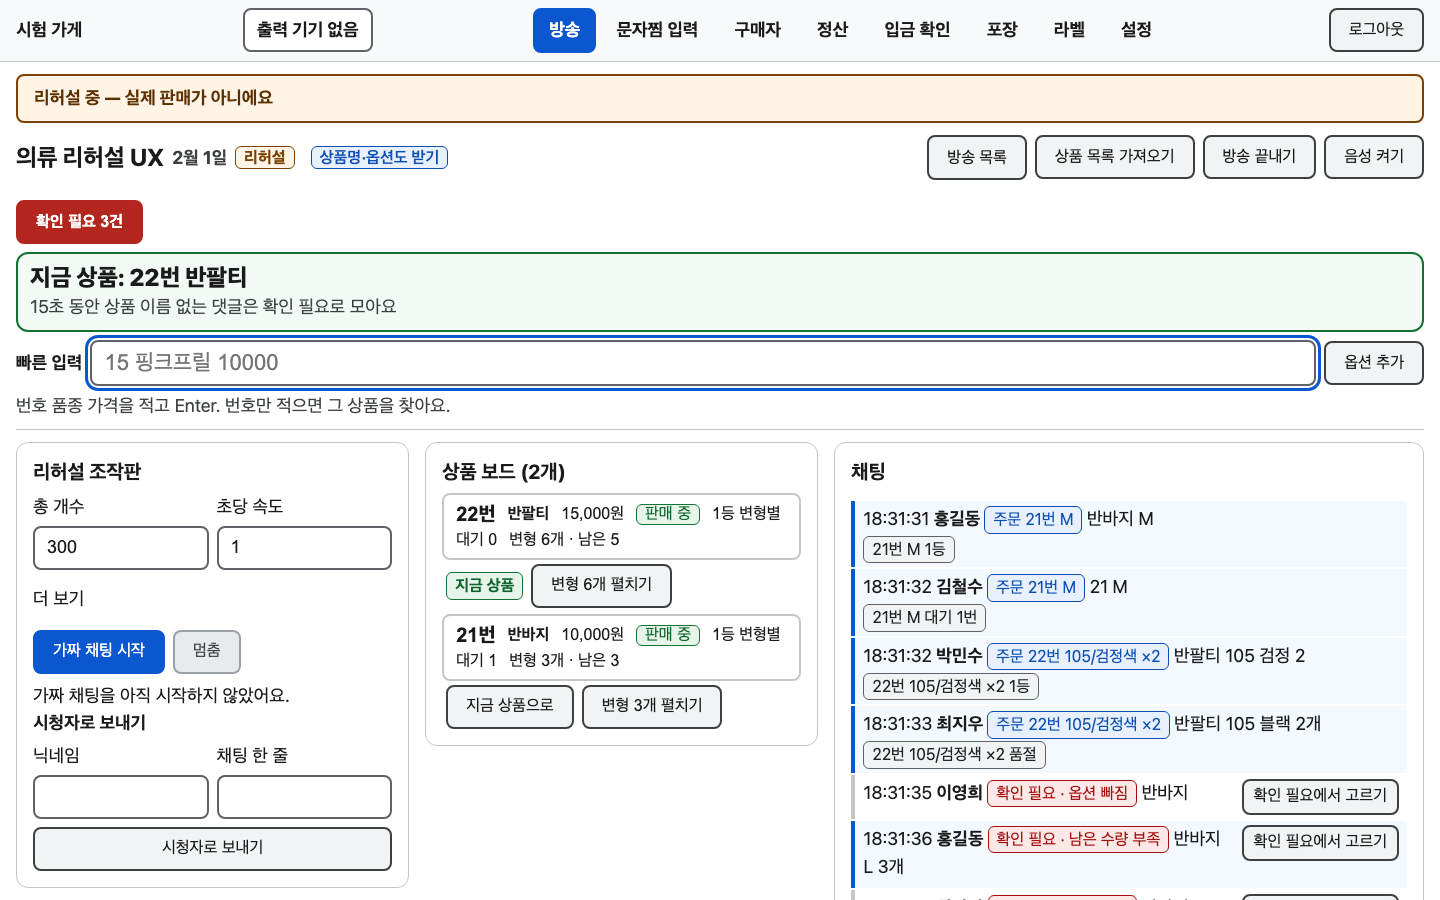 시험 가게
출력 기기 없음
방송
문자찜 입력
구매자
정산
입금 확인
포장
라벨
설정
로그아웃
리허설 중 — 실제 판매가 아니에요
의류 리허설 UX 2월 1일 리허설 상품명·옵션도 받기
방송 목록
상품 목록 가져오기
방송 끝내기
음성 켜기
확인 필요 3건
지금 상품: 22번 반팔티
15초 동안 상품 이름 없는 댓글은 확인 필요로 모아요
빠른 입력 15 핑크프릴 10000 옵션 추가
번호 품종 가격을 적고 Enter. 번호만 적으면 그 상품을 찾아요.
리허설 조작판
총 개수 초당 속도
300 1
더 보기
가짜 채팅 시작 멈춤
가짜 채팅을 아직 시작하지 않았어요.
시청자로 보내기
닉네임 채팅 한 줄
시청자로 보내기
상품 보드 (2개)
22번 반팔티 15,000원 판매 중 1등 변형별
대기 0 변형 6개 · 남은 5
지금 상품 변형 6개 펼치기
21번 반바지 10,000원 판매 중 1등 변형별
대기 1 변형 3개 · 남은 3
지금 상품으로 변형 3개 펼치기
채팅
18:31:31 홍길동 주문 21번 M 반바지 M
21번 M 1등
18:31:32 김철수 주문 21번 M 21 M
21번 M 대기 1번
18:31:32 박민수 주문 22번 105/검정색 ×2 반팔티 105 검정 2
22번 105/검정색 ×2 1등
18:31:33 최지우 주문 22번 105/검정색 ×2 반팔티 105 블랙 2개
22번 105/검정색 ×2 품절
18:31:35 이영희 확인 필요 · 옵션 빠짐 반바지 확인 필요에서 고르기
18:31:36 홍길동 확인 필요 · 남은 수량 부족 반바지 확인 필요에서 고르기
L 3개